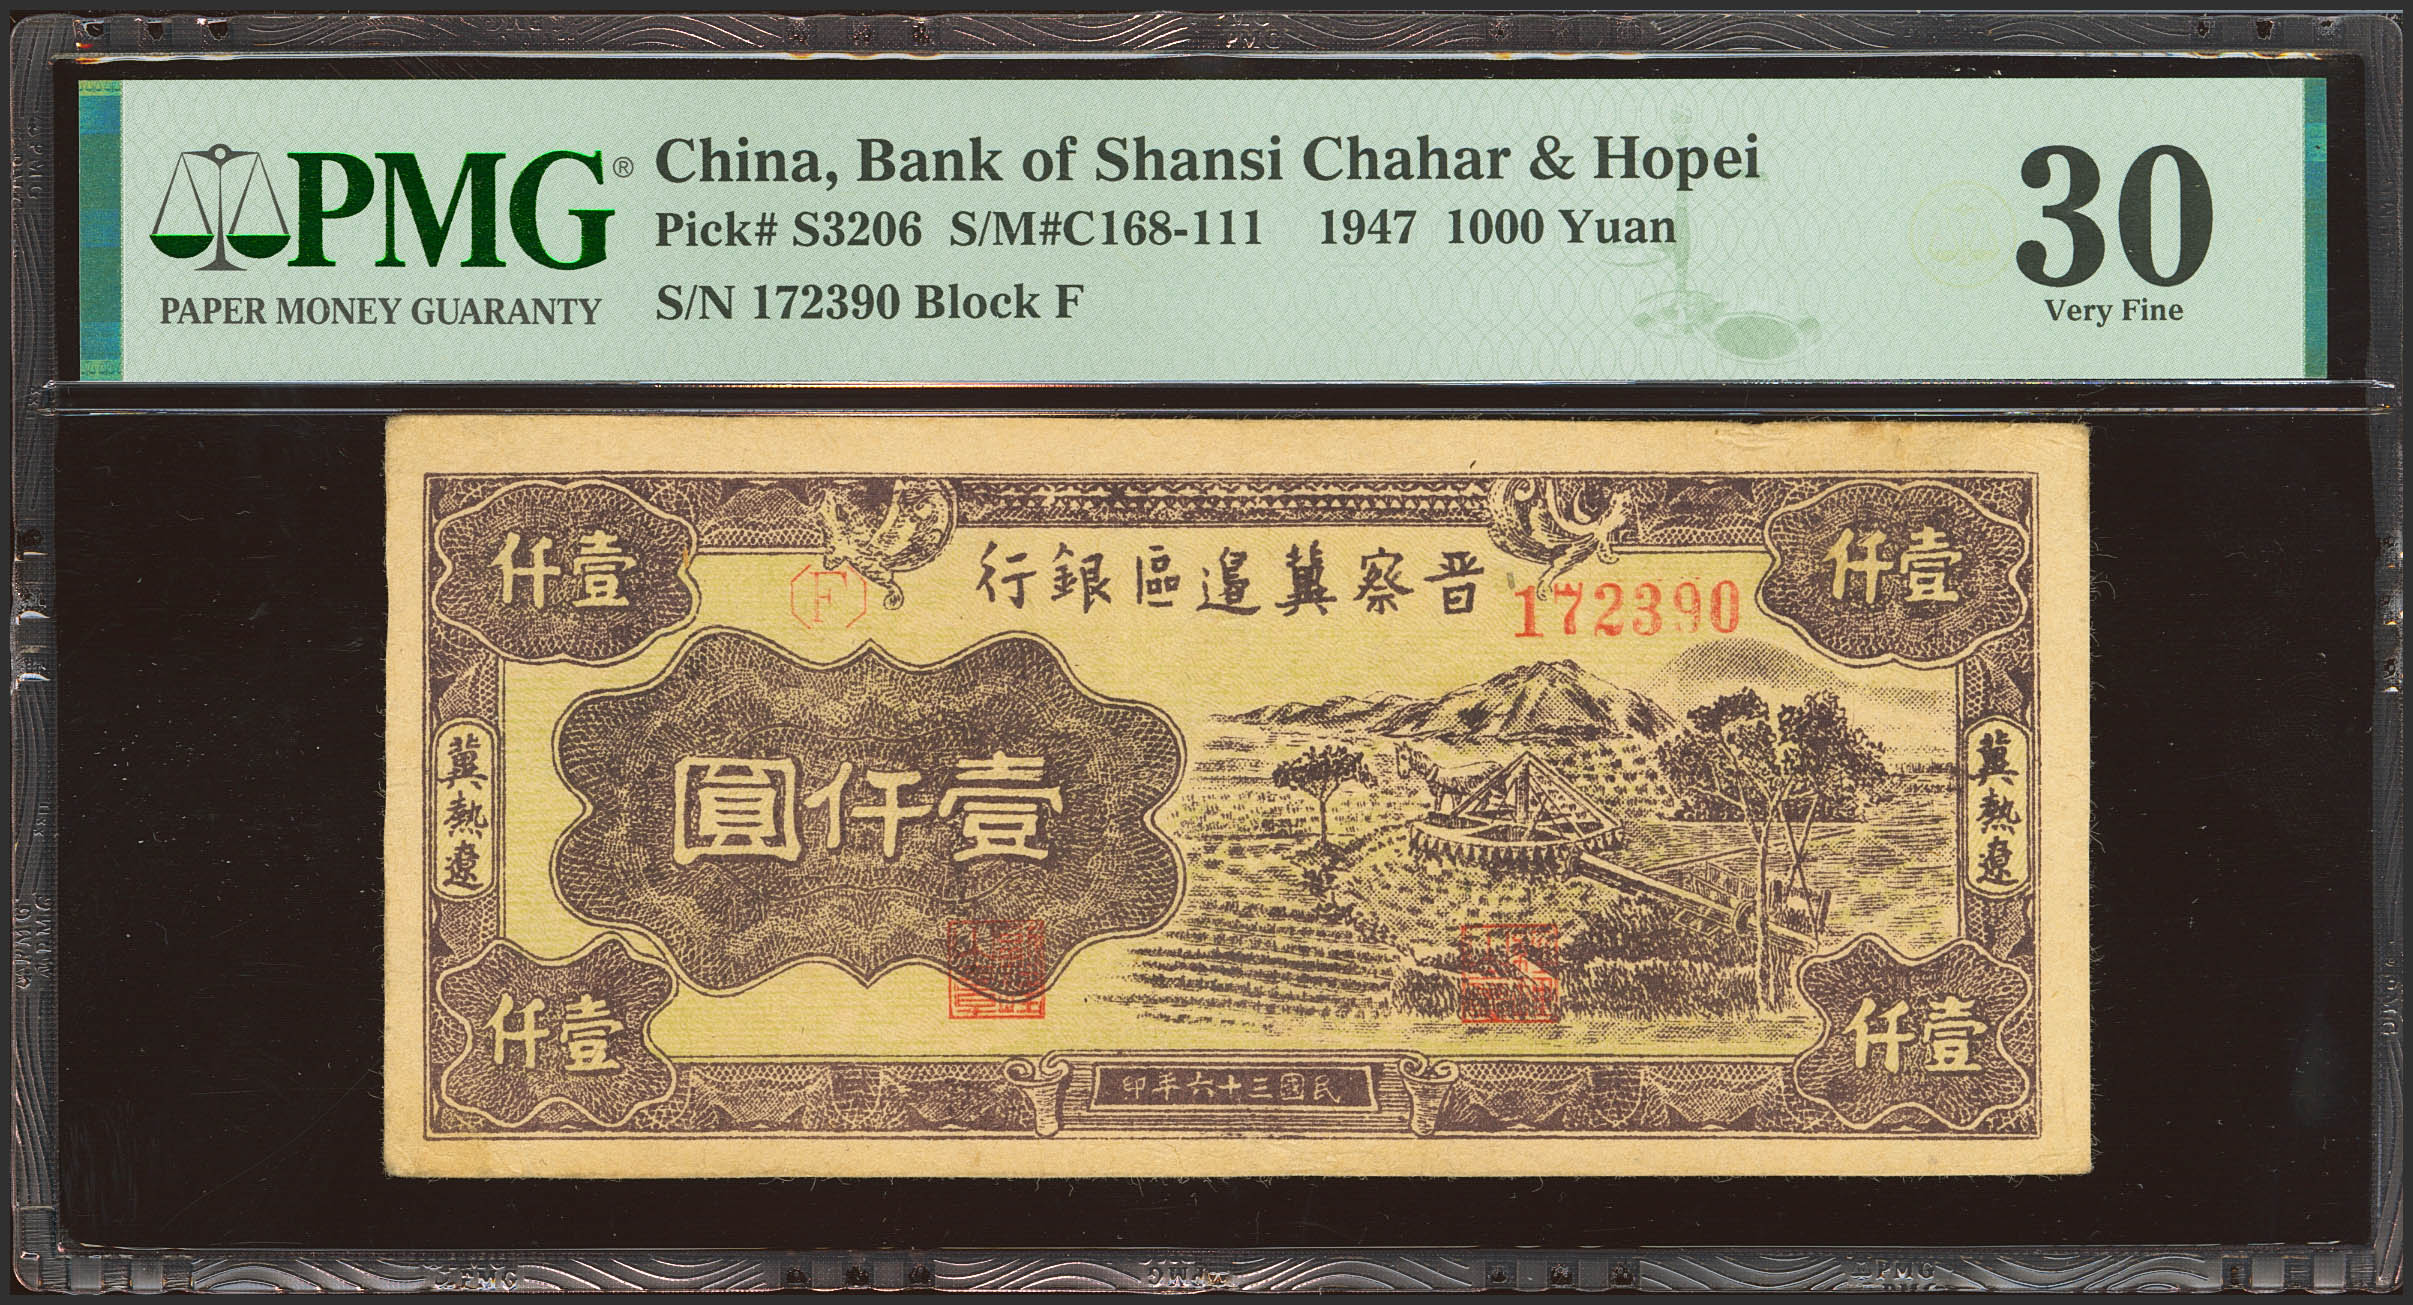 PMG®
PAPER MONEY GUARANTY
China, Bank of Shansi Chahar & Hopei
Pick# S3206 S/M#C168-111 1947 1000 Yuan
S/N 172390 Block F
30
Very Fine
壹仟
壹仟
晋察冀邊區銀行
F
172390
壹仟圓
冀熱遼
冀熱遼
壹仟
壹仟
民國三十六年印